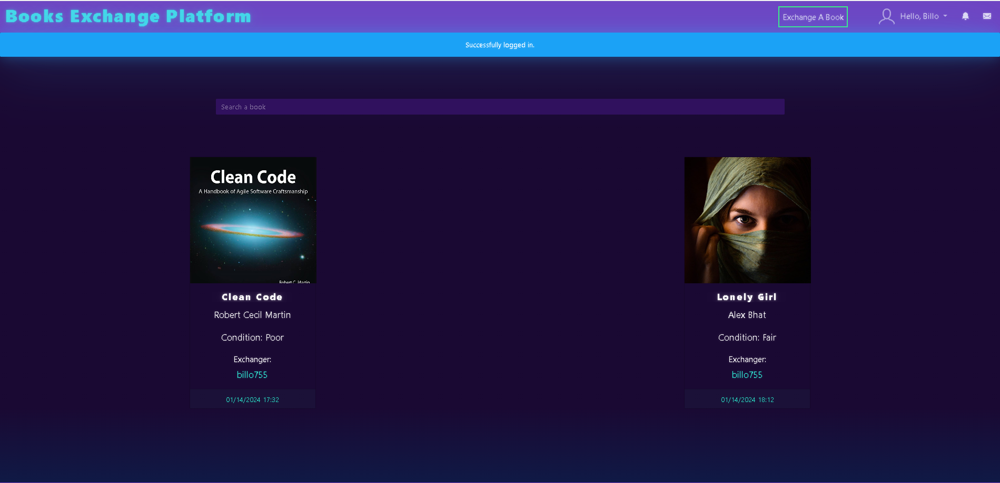 Books Exchange Platform
Exchange A Book
Hello, Billo
Successfully logged in.
Search a book
Clean Code
A Handbook of Agile Software Craftsmanship
Robert C. Martin
Clean Code
Robert Cecil Martin
Condition: Poor
Exchanger:
billo755
01/14/2024 17:32
Lonely Girl
Alex Bhat
Condition: Fair
Exchanger:
billo755
01/14/2024 18:12